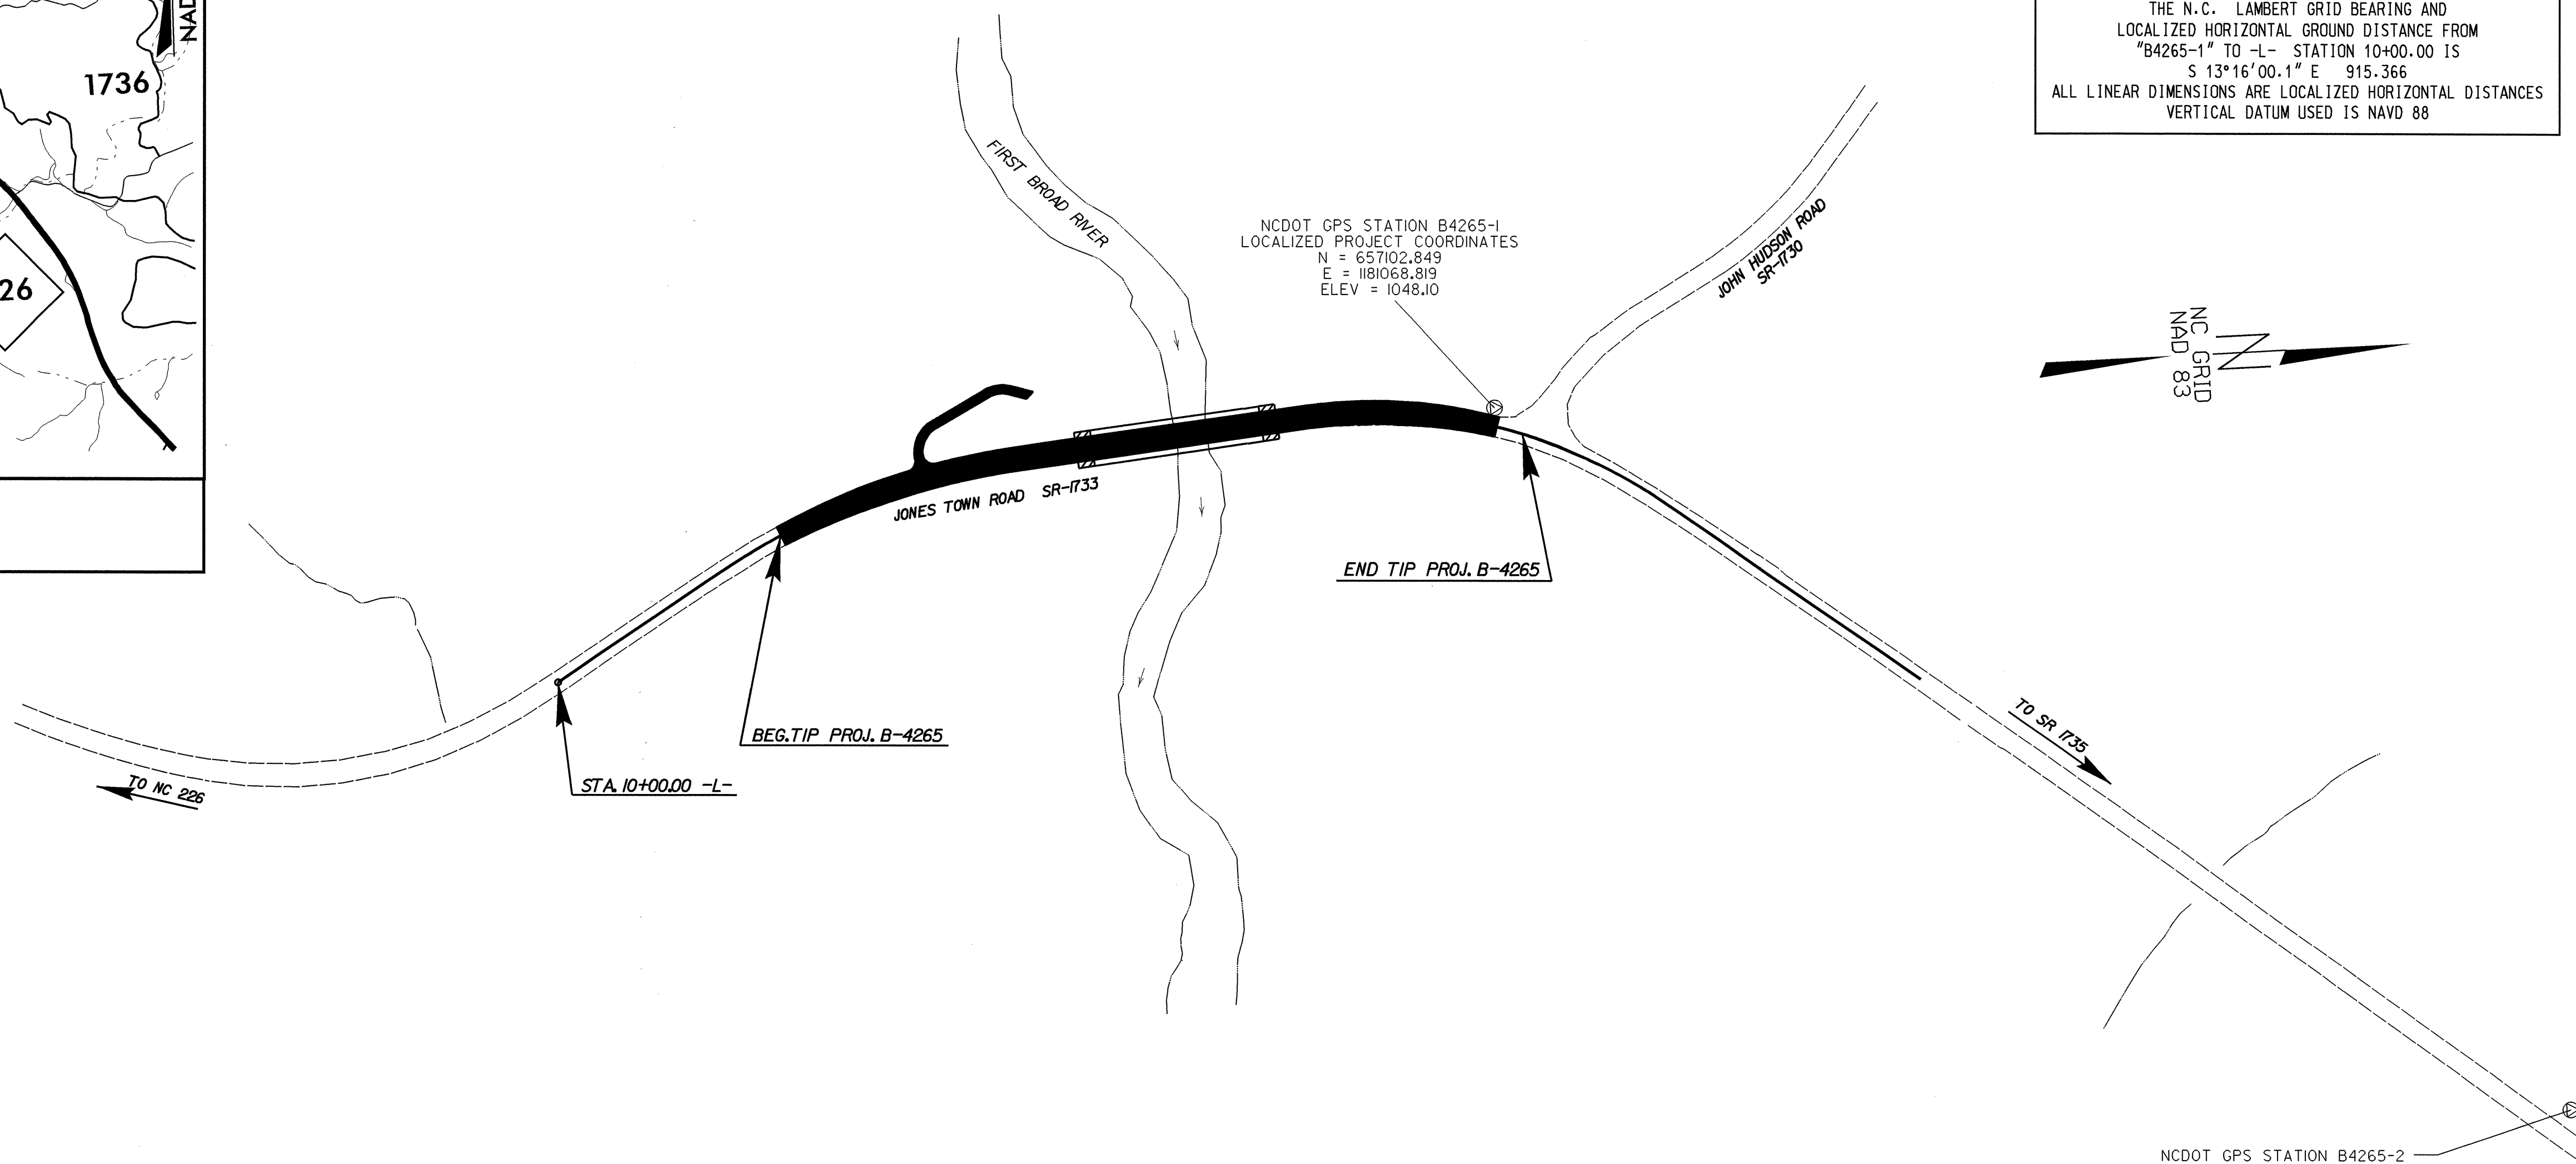 NAD
1736
26
THE N.C. LAMBERT GRID BEARING AND
LOCALIZED HORIZONTAL GROUND DISTANCE FROM
"B4265-1" TO -L- STATION 10+00.00 IS
S 13°16'00.1" E 915.366
ALL LINEAR DIMENSIONS ARE LOCALIZED HORIZONTAL DISTANCES
VERTICAL DATUM USED IS NAVD 88
FIRST BROAD RIVER
NCDOT GPS STATION B4265-1
LOCALIZED PROJECT COORDINATES
N = 657102.849
E = 1181068.819
ELEV = 1048.10
JOHN HUDSON ROAD
SR-1730
NC GRID
NAD 83
JONES TOWN ROAD SR-1733
END TIP PROJ. B-4265
BEG. TIP PROJ. B-4265
STA. 10+00.00 -L-
TO NC 226
TO SR 1735
NCDOT GPS STATION B4265-2